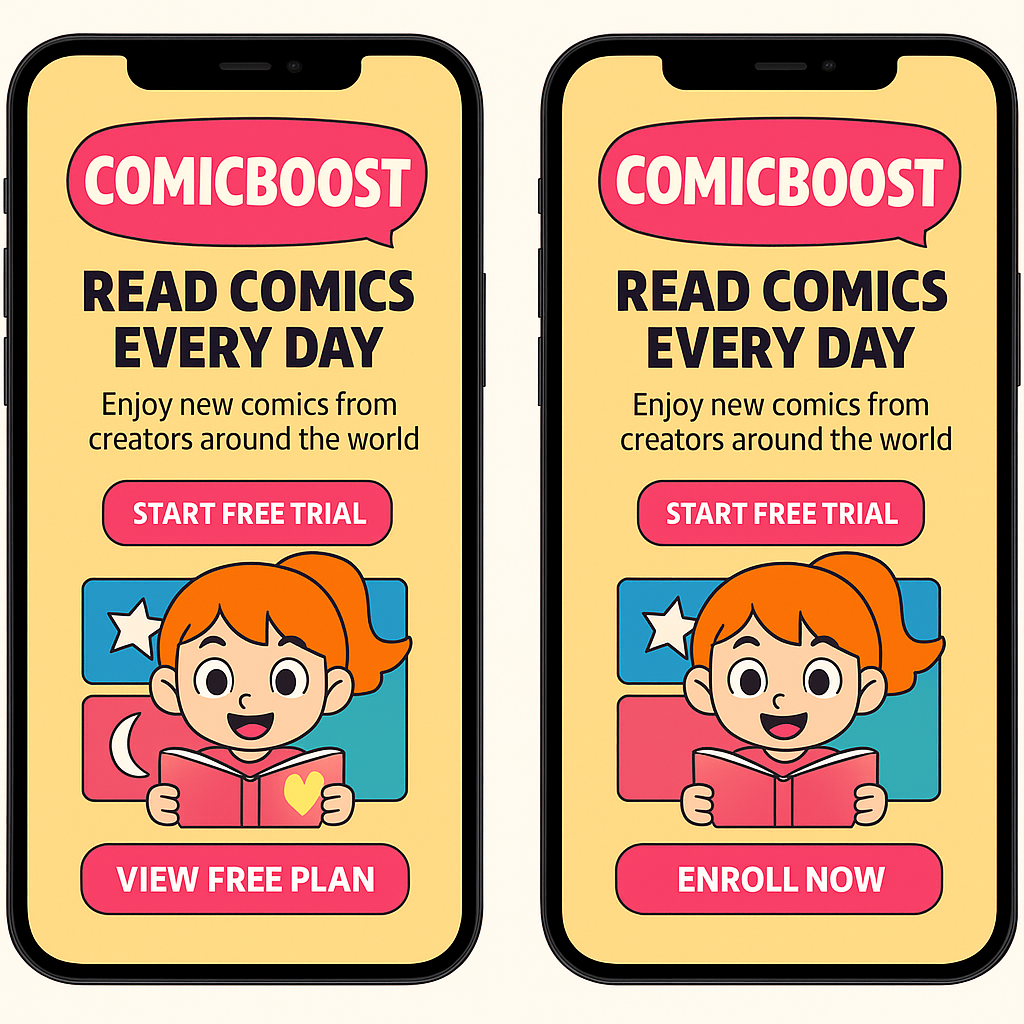 COMICBOOST
READ COMICS
EVERY DAY
Enjoy new comics from
creators around the world
START FREE TRIAL
VIEW FREE PLAN
COMICBOOST
READ COMICS
EVERY DAY
Enjoy new comics from
creators around the world
START FREE TRIAL
ENROLL NOW